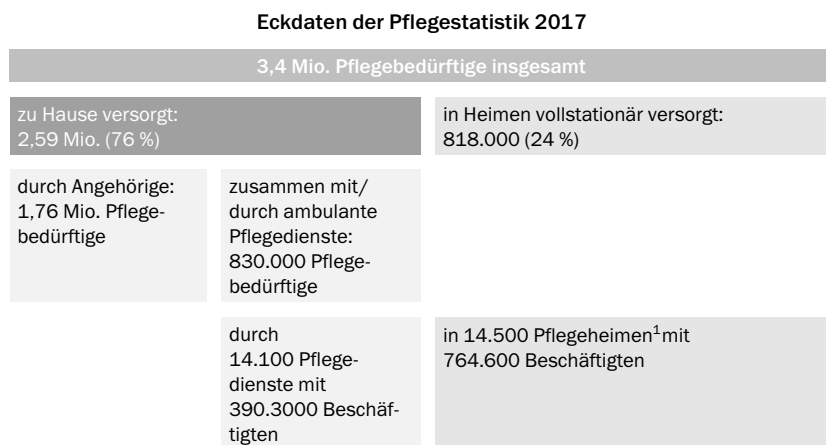 Eckdaten der Pflegestatistik 2017
3,4 Mio. Pflegebedürftige insgesamt
zu Hause versorgt:
2,59 Mio. (76 %)
in Heimen vollstationär versorgt:
818.000 (24 %)
durch Angehörige:
1,76 Mio. Pflege-
bedürftige
zusammen mit/
durch ambulante
Pflegedienste:
830.000 Pflege-
bedürftige
durch
14.100 Pflege-
dienste mit
390.3000 Beschäf-
tigten
in 14.500 Pflegeheimen¹mit
764.600 Beschäftigten